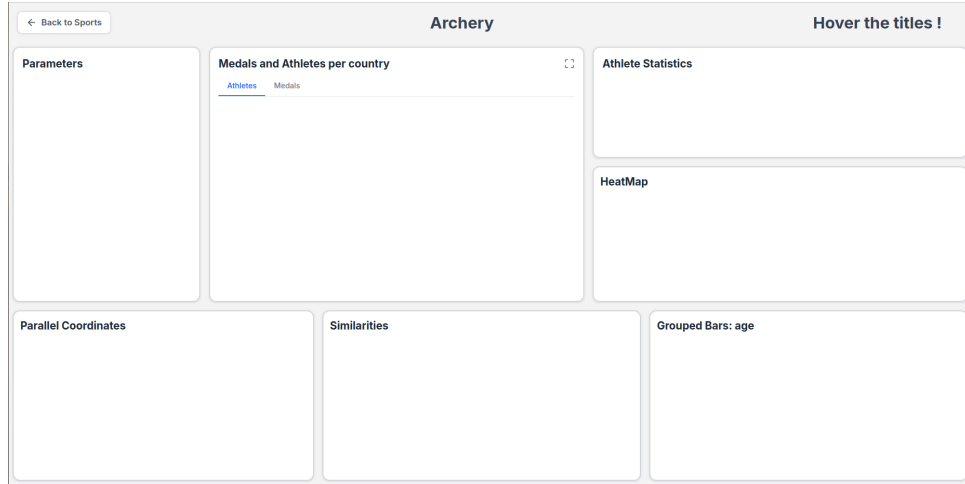 ← Back to Sports
Archery
Hover the titles !
Parameters
Medals and Athletes per country
Athletes
Medals
Athlete Statistics
HeatMap
Parallel Coordinates
Similarities
Grouped Bars: age